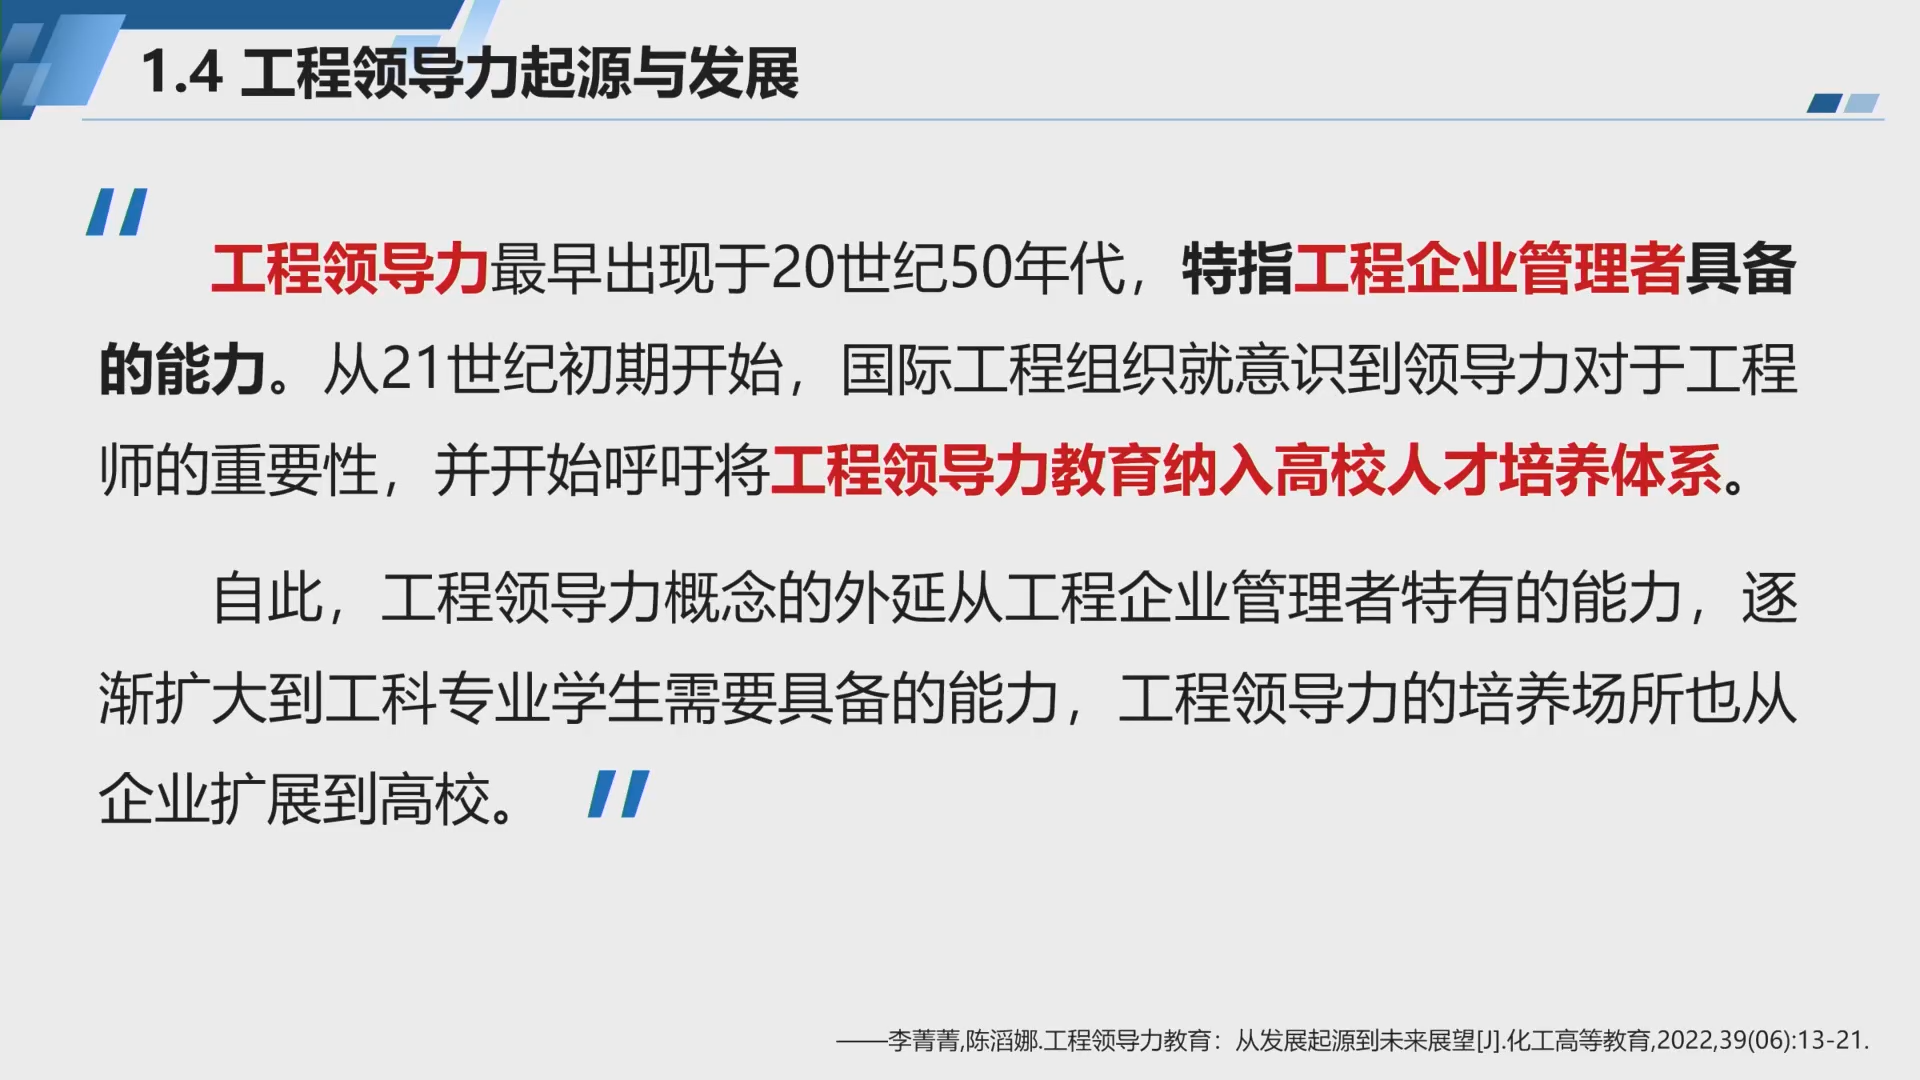 1.4 工程领导力起源与发展
工程领导力最早出现于20世纪50年代，特指工程企业管理者具备
的能力。从21世纪初期开始，国际工程组织就意识到领导力对于工程
师的重要性，并开始呼吁将工程领导力教育纳入高校人才培养体系。
自此，工程领导力概念的外延从工程企业管理者特有的能力，逐
渐扩大到工科专业学生需要具备的能力，工程领导力的培养场所也从
企业扩展到高校。
——李菁菁,陈滔娜.工程领导力教育：从发展起源到未来展望[J].化工高等教育,2022,39(06):13-21.